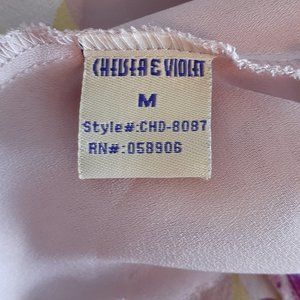 CHELSEA & VIOLET
M
Style#:CHD-8087
RN#:058906